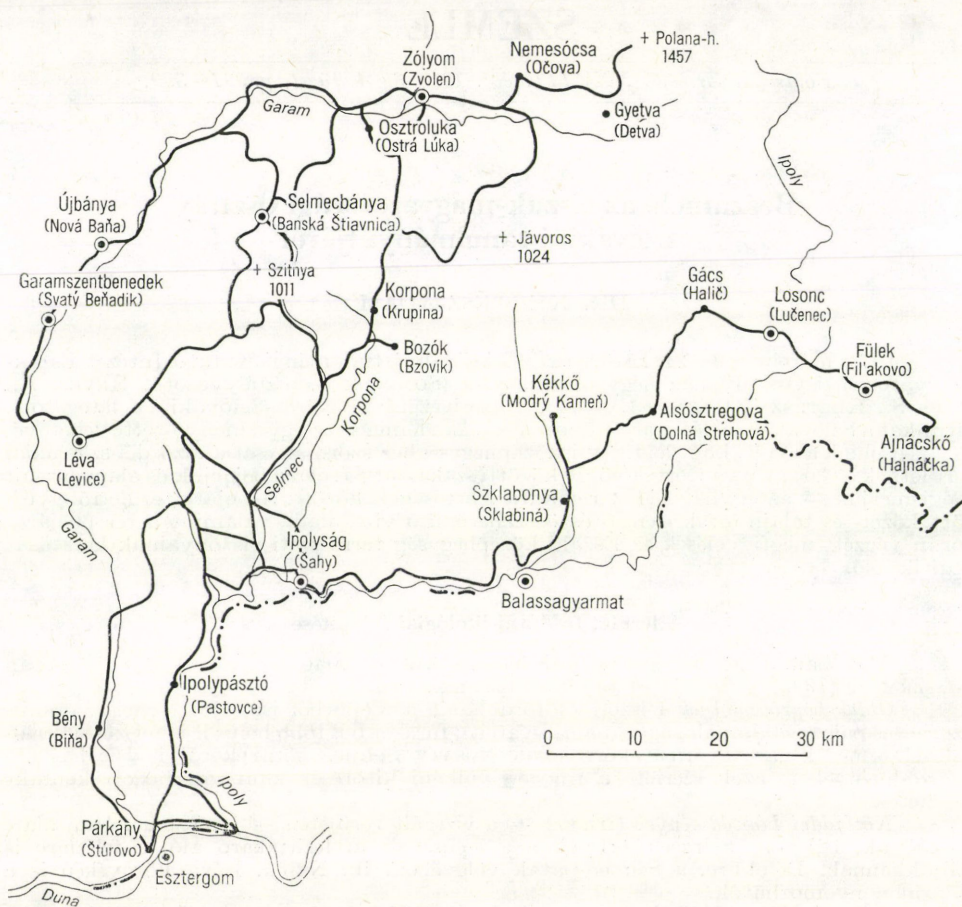 Zólyom
(Zvolen)
Nemesócsa
(Očova)
+ Polana-h.
1457
Garam
Osztroluka
(Ostrá Lúka)
Gyetva
(Detva)
Ipoly
Újbánya
(Nová Baňa)
Selmecbánya
(Banská Štiavnica)
+ Jávoros
1024
+ Szitnya
1011
Garamszentbenedek
(Svatý Beňadik)
Korpona
(Krupina)
Gács
(Halič)
Losonc
(Lučenec)
Bozók
(Bzovik)
Fülek
(Fil'akovo)
Kékkő
(Modrý Kameň)
Korpona
Alsósztregova
(Dolná Strehová)
Ajnácskő
(Hajnáčka)
Léva
(Levice)
Selmec
Szklabonya
(Sklabiná)
Garam
Ipolyság
(Šahy)
Balassagyarmat
Ipolypásztó
(Pastovce)
Bény
(Biňa)
0 10 20 30 km
Ipoly
Párkány
(Štúrovo)
Esztergom
Duna